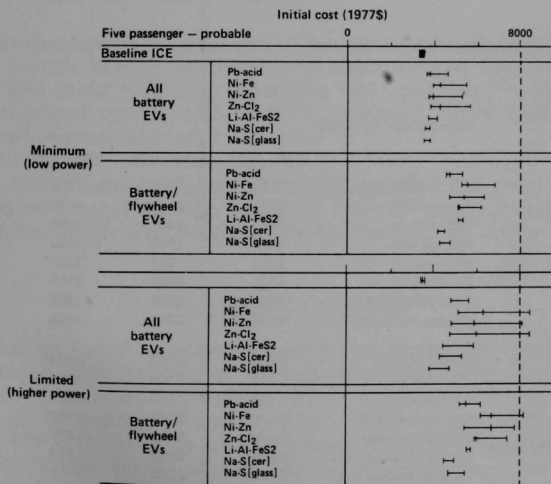 Initial cost (1977$)
Five passenger — probable
0
8000
Baseline ICE
Minimum
(low power)
All
battery
EVs
Pb-acid
Ni-Fe
Ni-Zn
Zn-Cl2
Li-Al-FeS2
Na-S[cer]
Na-S[glass]
Battery/
flywheel
EVs
Pb-acid
Ni-Fe
Ni-Zn
Zn-Cl2
Li-Al-FeS2
Na-S[cer]
Na-S[glass]
Limited
(higher power)
All
battery
EVs
Pb-acid
Ni-Fe
Ni-Zn
Zn-Cl2
Li-Al-FeS2
Na-S[cer]
Na-S[glass]
Battery/
flywheel
EVs
Pb-acid
Ni-Fe
Ni-Zn
Zn-Cl2
Li-Al-FeS2
Na-S[cer]
Na-S[glass]